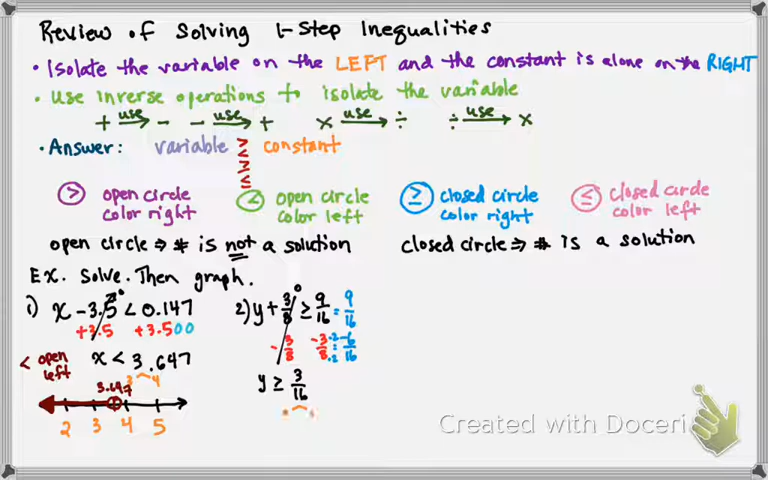 Review of Solving 1-Step Inequalities
• Isolate the variable on the LEFT and the constant is alone on the RIGHT
• Use inverse operations to isolate the variable
+ use→ - - use→ + × use→ ÷ ÷ use→ ×
• Answer: variable > < ≥ ≤ constant
> open circle color right
< open circle color left
≥ closed circle color right
≤ closed circle color left
open circle ⇒ # is not a solution
closed circle ⇒ # is a solution
EX. Solve. Then graph.
1) x - 3.5 < 0.147
+3.5 +3.500
x < 3.647
< open left
3 4
3.647
2 3 4 5
2) y + 3/8 ≥ 9/16 = 9/16
0
-3/8 -3/8 ·2 ·2 = -6/16
y ≥ 3/16
Created with Doceri